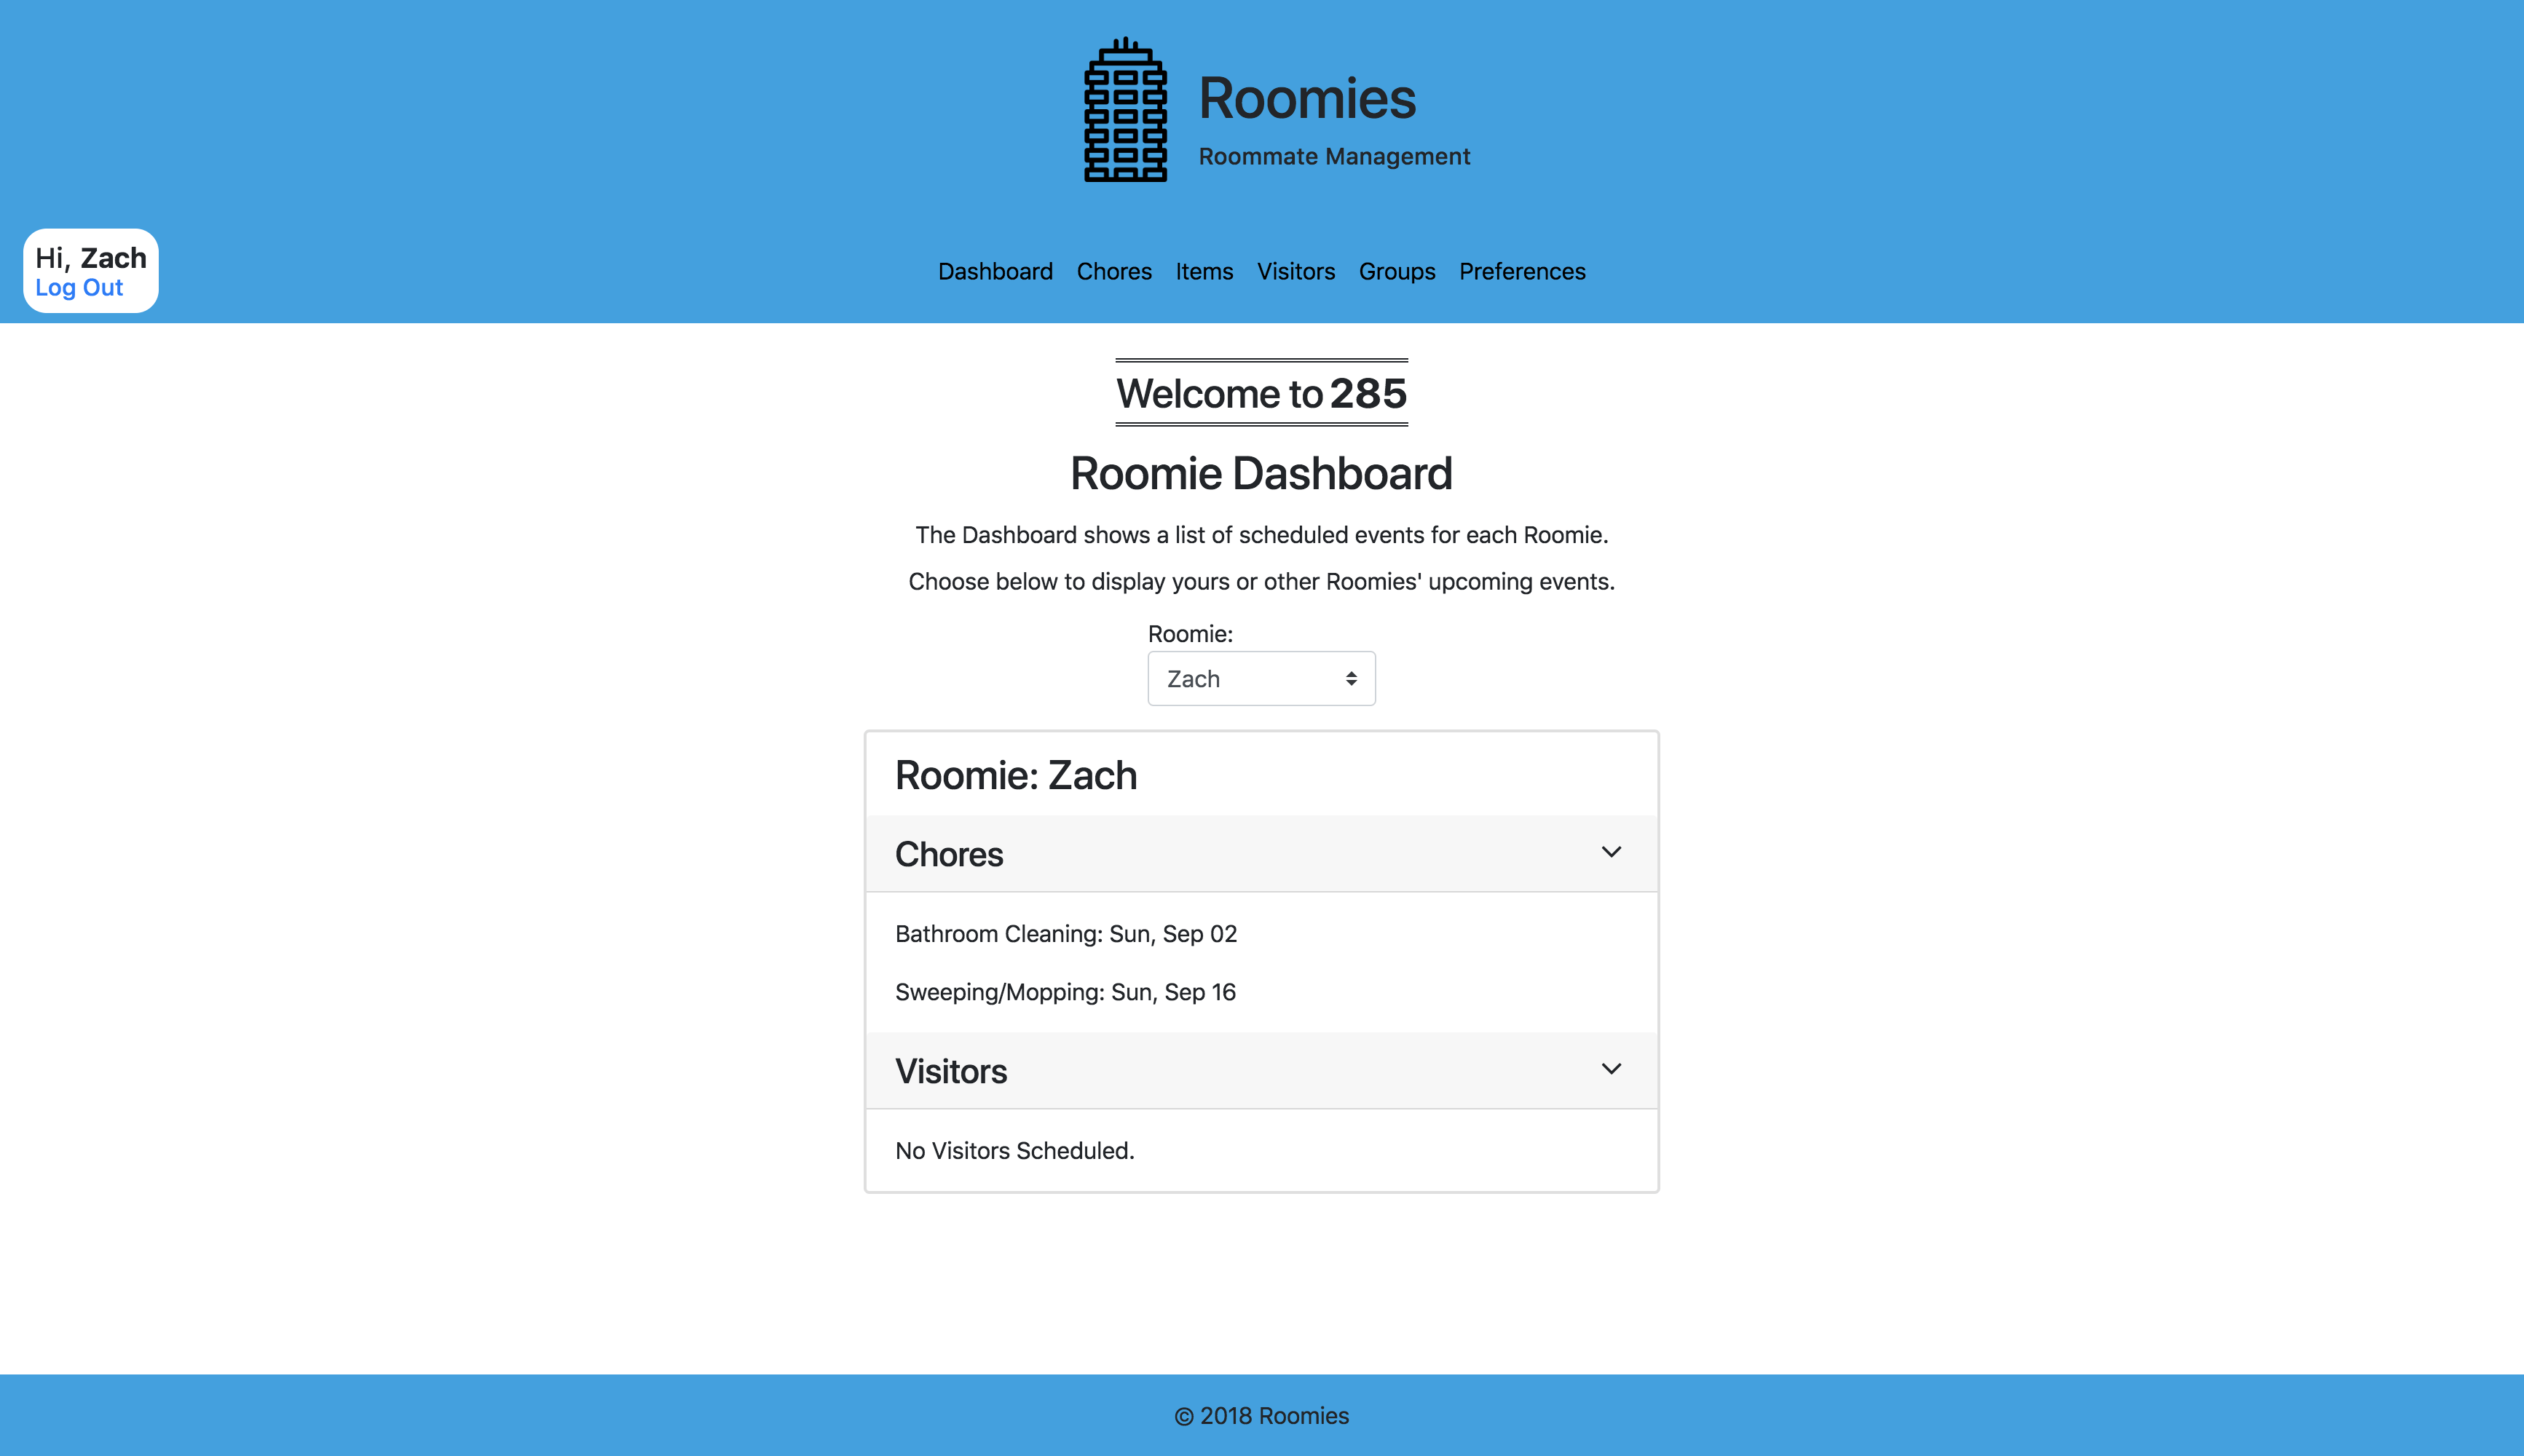 Roomies
Roommate Management
Hi, Zach
Log Out
Dashboard Chores Items Visitors Groups Preferences
Welcome to 285
Roomie Dashboard
The Dashboard shows a list of scheduled events for each Roomie.
Choose below to display yours or other Roomies' upcoming events.
Roomie:
Zach
Roomie: Zach
Chores
Bathroom Cleaning: Sun, Sep 02
Sweeping/Mopping: Sun, Sep 16
Visitors
No Visitors Scheduled.
© 2018 Roomies